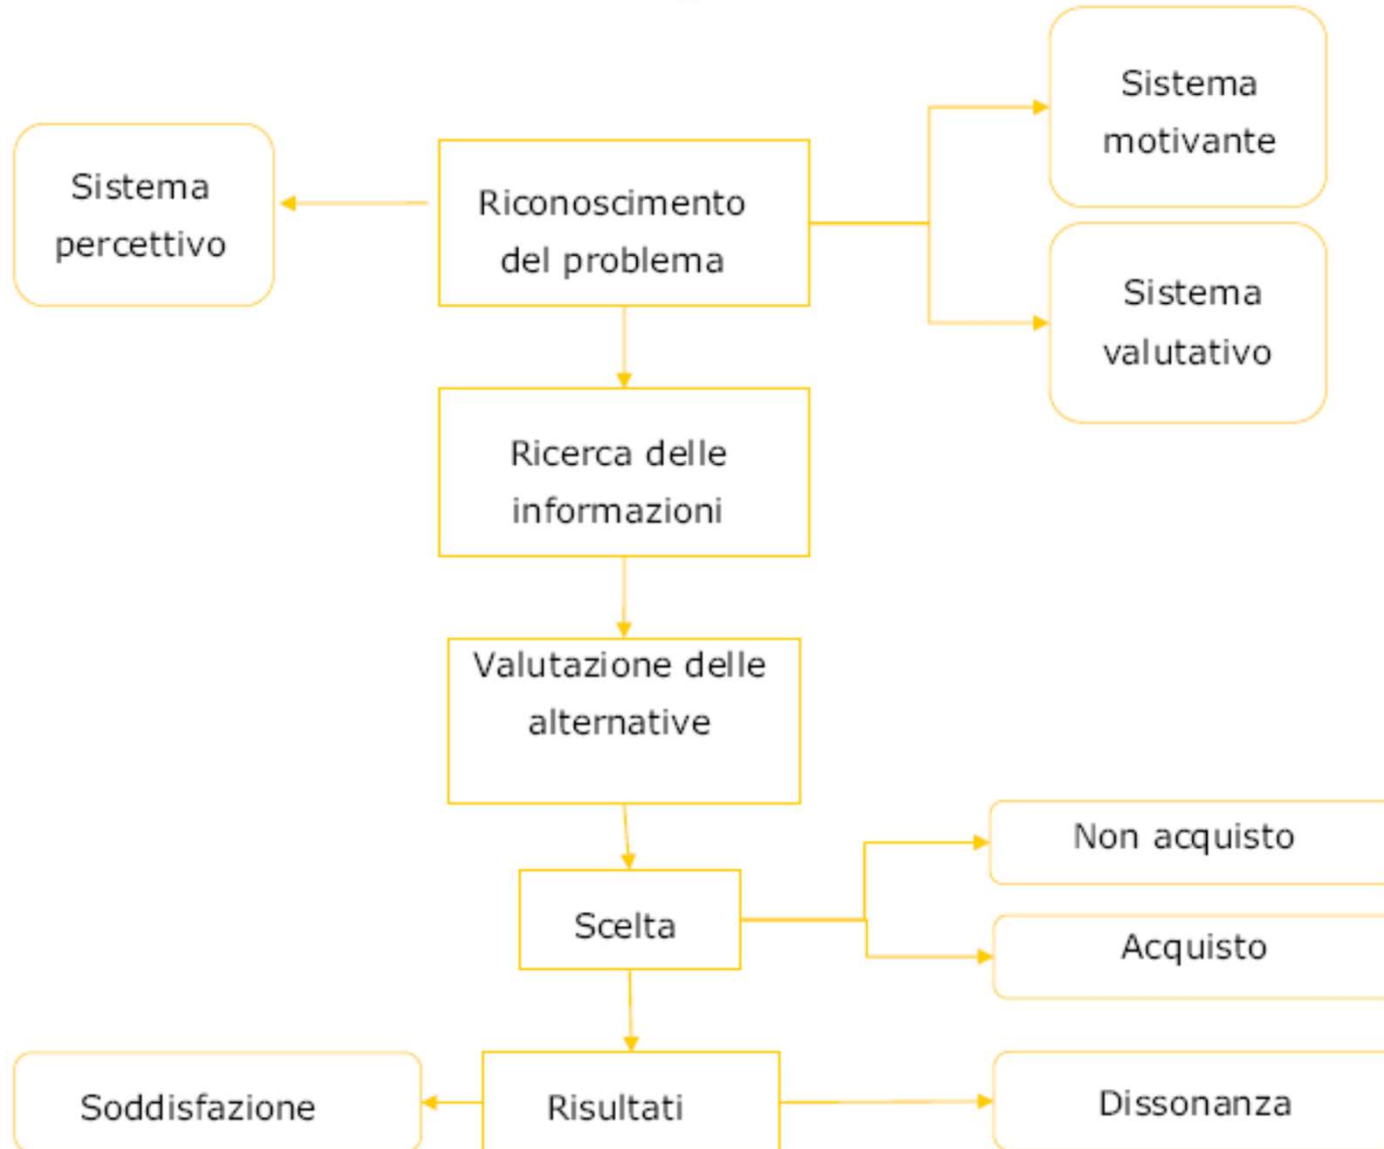 Sistema
motivante
Sistema
percettivo
Riconoscimento
del problema
Sistema
valutativo
Ricerca delle
informazioni
Valutazione delle
alternative
Non acquisto
Scelta
Acquisto
Soddisfazione
Risultati
Dissonanza